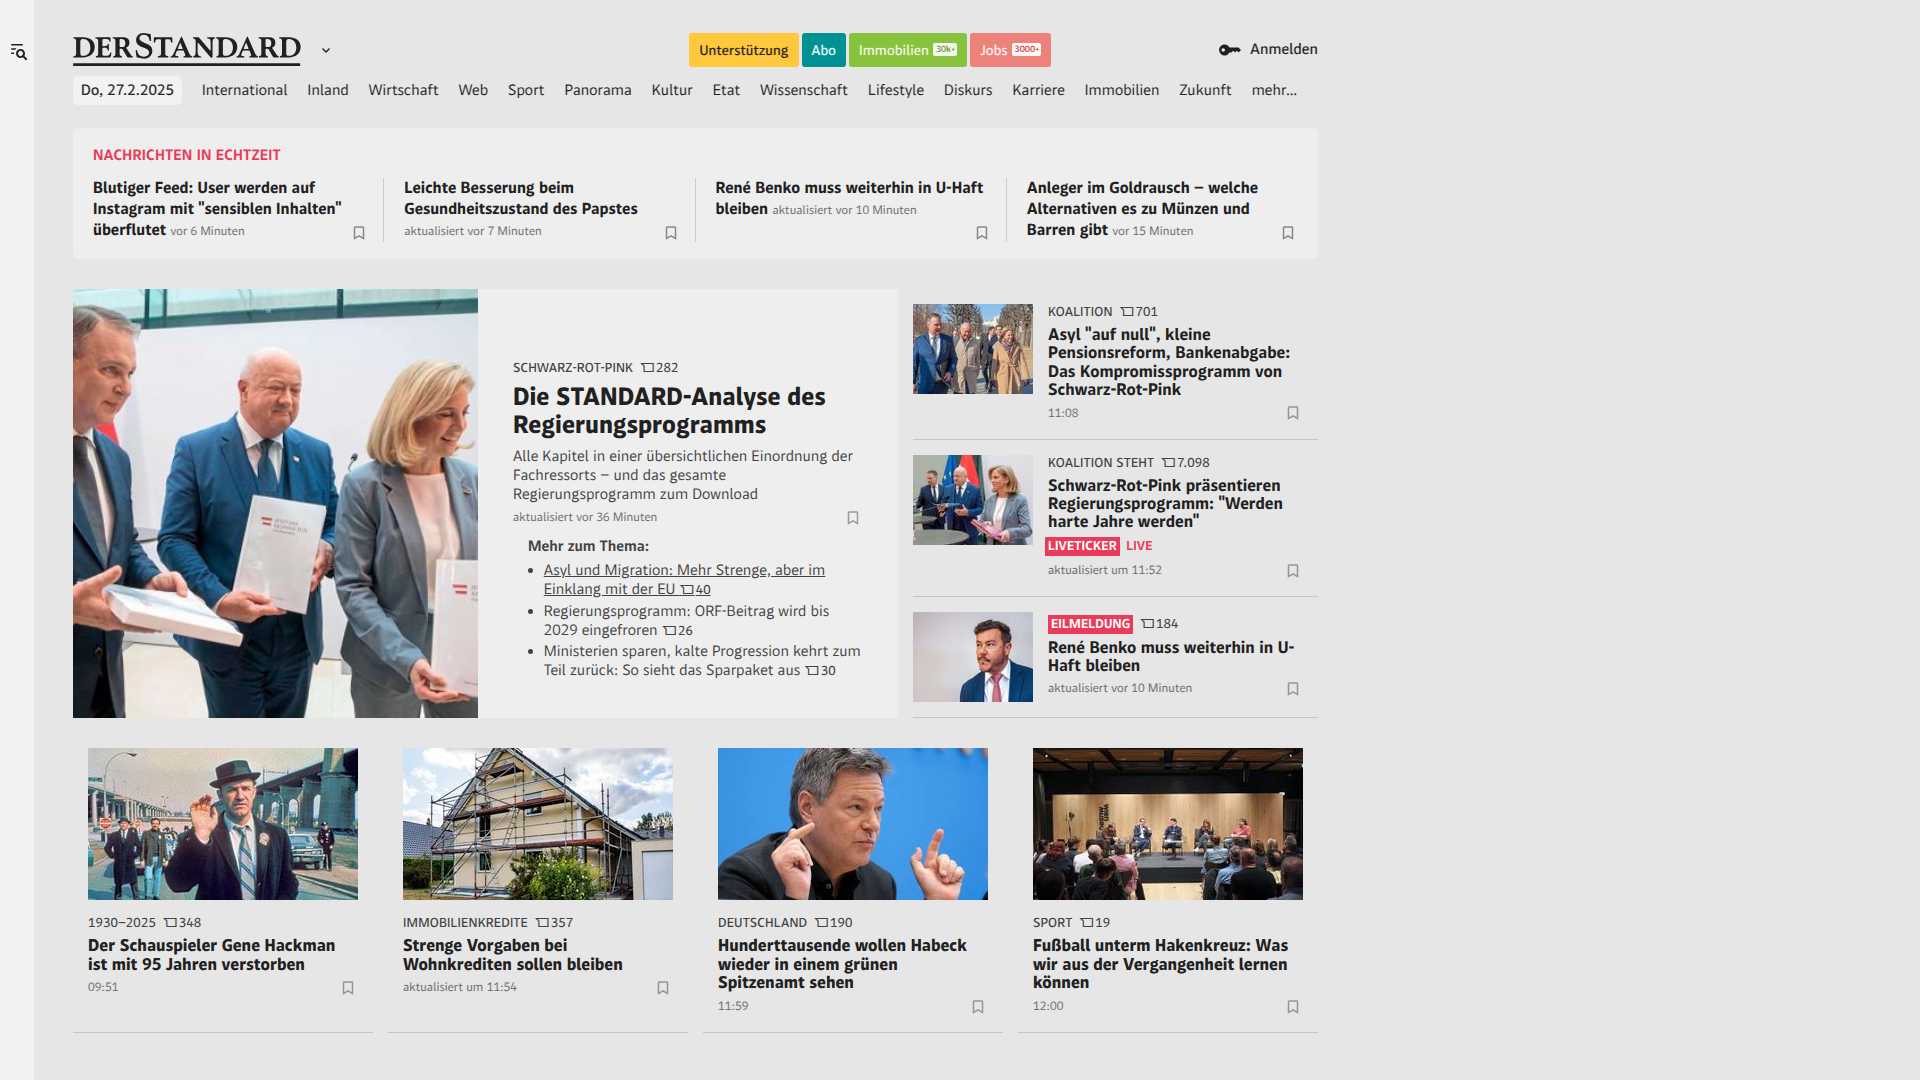 DERSTANDARD
Unterstützung
Abo
Immobilien 30k+
Jobs 3000+
Anmelden
Do, 27.2.2025
International
Inland
Wirtschaft
Web
Sport
Panorama
Kultur
Etat
Wissenschaft
Lifestyle
Diskurs
Karriere
Immobilien
Zukunft
mehr...
NACHRICHTEN IN ECHTZEIT
Blutiger Feed: User werden auf
Instagram mit "sensiblen Inhalten"
überflutet vor 6 Minuten
Leichte Besserung beim
Gesundheitszustand des Papstes
aktualisiert vor 7 Minuten
René Benko muss weiterhin in U-Haft
bleiben aktualisiert vor 10 Minuten
Anleger im Goldrausch – welche
Alternativen es zu Münzen und
Barren gibt vor 15 Minuten
SCHWARZ-ROT-PINK 282
Die STANDARD-Analyse des
Regierungsprogramms
Alle Kapitel in einer übersichtlichen Einordnung der
Fachressorts – und das gesamte
Regierungsprogramm zum Download
aktualisiert vor 36 Minuten
Mehr zum Thema:
Asyl und Migration: Mehr Strenge, aber im
Einklang mit der EU 40
Regierungsprogramm: ORF-Beitrag wird bis
2029 eingefroren 26
Ministerien sparen, kalte Progression kehrt zum
Teil zurück: So sieht das Sparpaket aus 30
KOALITION 701
Asyl "auf null", kleine
Pensionsreform, Bankenabgabe:
Das Kompromissprogramm von
Schwarz-Rot-Pink
11:08
KOALITION STEHT 7.098
Schwarz-Rot-Pink präsentieren
Regierungsprogramm: "Werden
harte Jahre werden"
LIVETICKER LIVE
aktualisiert um 11:52
EILMELDUNG 184
René Benko muss weiterhin in U-
Haft bleiben
aktualisiert vor 10 Minuten
1930–2025 348
Der Schauspieler Gene Hackman
ist mit 95 Jahren verstorben
09:51
IMMOBILIENKREDITE 357
Strenge Vorgaben bei
Wohnkrediten sollen bleiben
aktualisiert um 11:54
DEUTSCHLAND 190
Hunderttausende wollen Habeck
wieder in einem grünen
Spitzenamt sehen
11:59
SPORT 19
Fußball unterm Hakenkreuz: Was
wir aus der Vergangenheit lernen
können
12:00